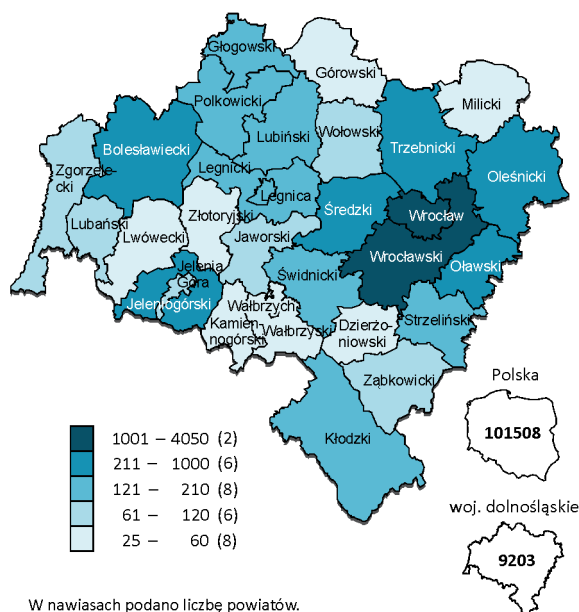 Głogowski
Górowski
Milicki
Polkowicki
Lubiński
Wołowski
Trzebnicki
Bolesławiecki
Legnicki
Oleśnicki
Zgorzele-
cki
Legnica
Średzki
Wrocław
Lubański
Złotoryjski
Lwówecki
Jaworski
Wrocławski
Oławski
Jelenia
Góra
Świdnicki
Jeleniogórski
Wałbrzych
Strzeliński
Kamien-
nogórski
Wałbrzyski
Dzierżo-
niowski
Ząbkowicki
Kłodzki
Polska
101508
woj. dolnośląskie
9203
1001 – 4050 (2)
211 – 1000 (6)
121 – 210 (8)
61 – 120 (6)
25 – 60 (8)
W nawiasach podano liczbę powiatów.